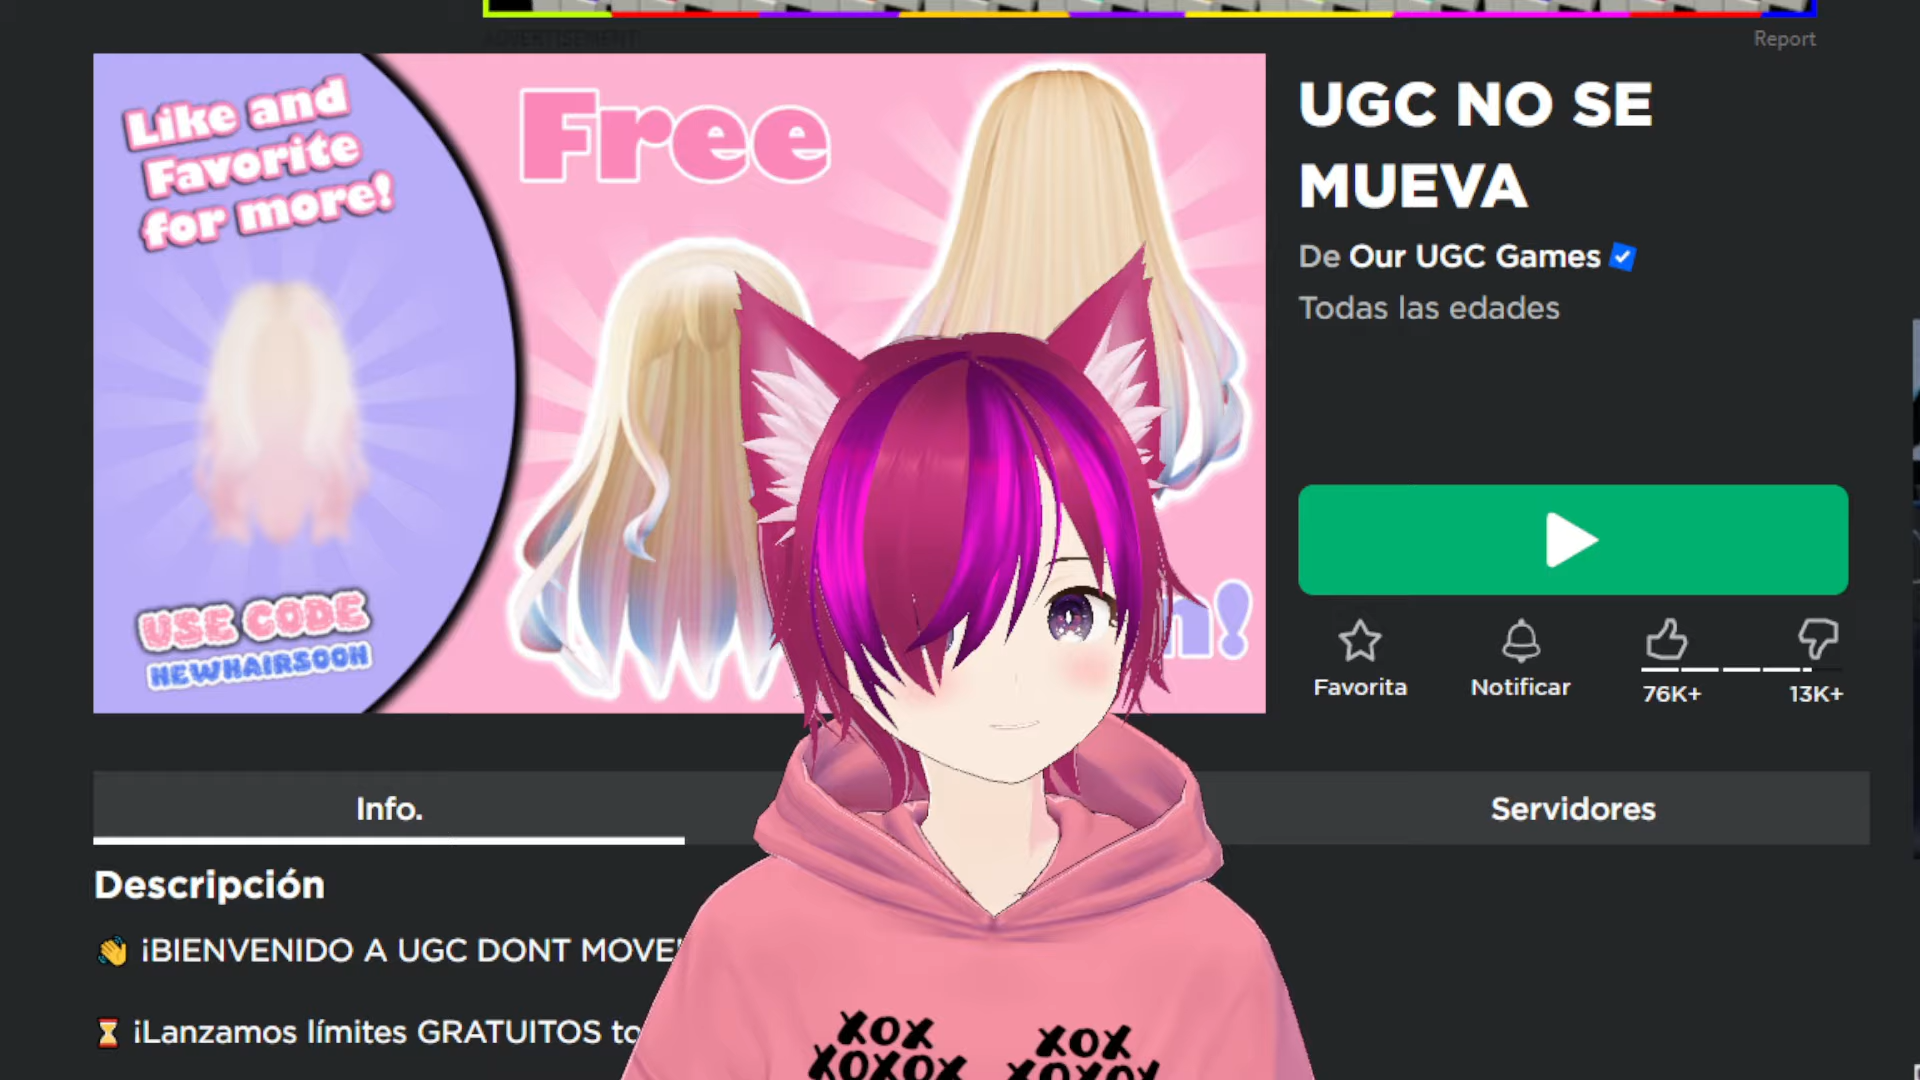 ADVERTISEMENT
Report
Like and
Favorite
for more!
Free
USE CODE
NEWHAIRSOON
n!
UGC NO SE
MUEVA
De Our UGC Games
Todas las edades
Favorita
Notificar
76K+
13K+
Info.
Servidores
Descripción
👋 ¡BIENVENIDO A UGC DONT MOVE!
⏳ ¡Lanzamos límites GRATUITOS to
XOX
XOXOX
XOX
XOXOX